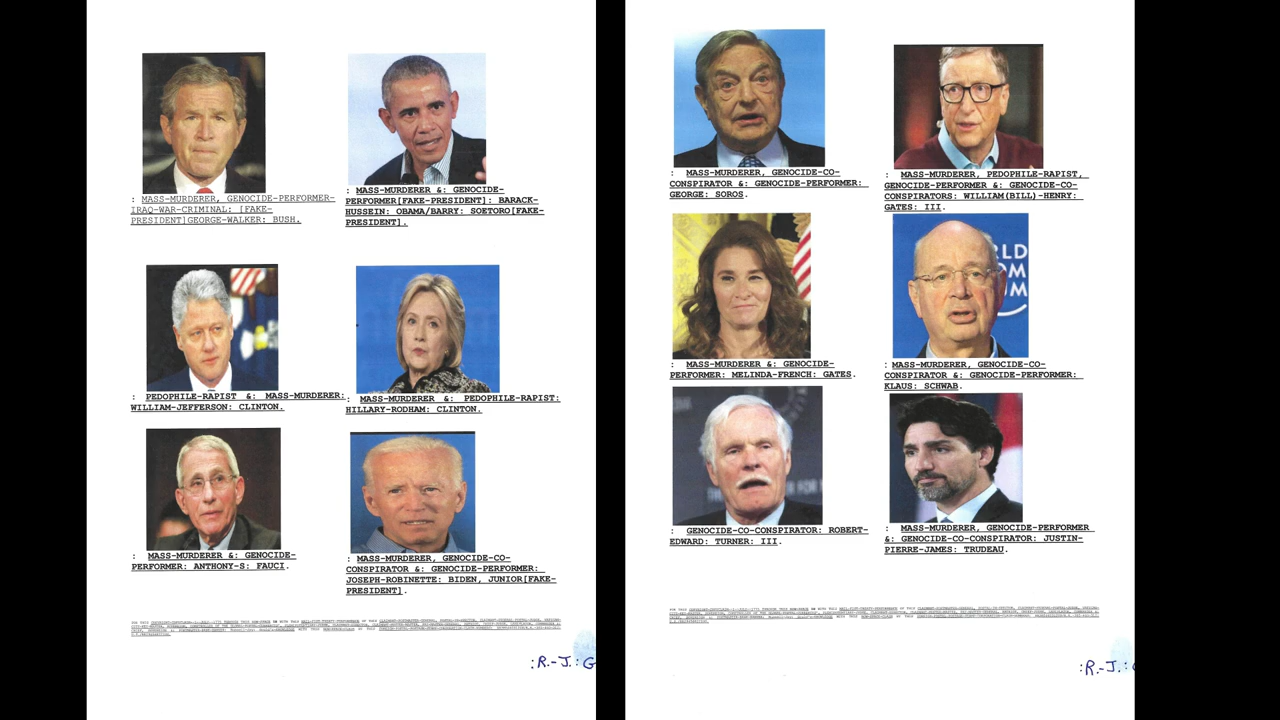 : MASS-MURDERER, GENOCIDE-PERFORMER-
IRAQ-WAR-CRIMINAL: [FAKE-
PRESIDENT]GEORGE-WALKER: BUSH.
: MASS-MURDERER &: GENOCIDE-
PERFORMER[FAKE-PRESIDENT]: BARACK-
HUSSEIN: OBAMA/BARRY: SOETORO[FAKE-
PRESIDENT].
: PEDOPHILE-RAPIST &: MASS-MURDERER:
WILLIAM-JEFFERSON: CLINTON.
: MASS-MURDERER &: PEDOPHILE-RAPIST:
HILLARY-RODHAM: CLINTON.
: MASS-MURDERER &: GENOCIDE-
PERFORMER: ANTHONY-S: FAUCI.
: MASS-MURDERER, GENOCIDE-CO-
CONSPIRATOR &: GENOCIDE-PERFORMER:
JOSEPH-ROBINETTE: BIDEN, JUNIOR[FAKE-
PRESIDENT].
:R.-J.:G
: MASS-MURDERER, GENOCIDE-CO-
CONSPIRATOR &: GENOCIDE-PERFORMER:
GEORGE: SOROS.
: MASS-MURDERER, PEDOPHILE-RAPIST,
GENOCIDE-PERFORMER &: GENOCIDE-CO-
CONSPIRATORS: WILLIAM(BILL)-HENRY:
GATES: III.
: MASS-MURDERER &: GENOCIDE-
PERFORMER: MELINDA-FRENCH: GATES.
RLD
OM
UM
: MASS-MURDERER, GENOCIDE-CO-
CONSPIRATOR &: GENOCIDE-PERFORMER:
KLAUS: SCHWAB.
: GENOCIDE-CO-CONSPIRATOR: ROBERT-
EDWARD: TURNER: III.
: MASS-MURDERER, GENOCIDE-PERFORMER
&: GENOCIDE-CO-CONSPIRATOR: JUSTIN-
PIERRE-JAMES: TRUDEAU.
:R.-J.: